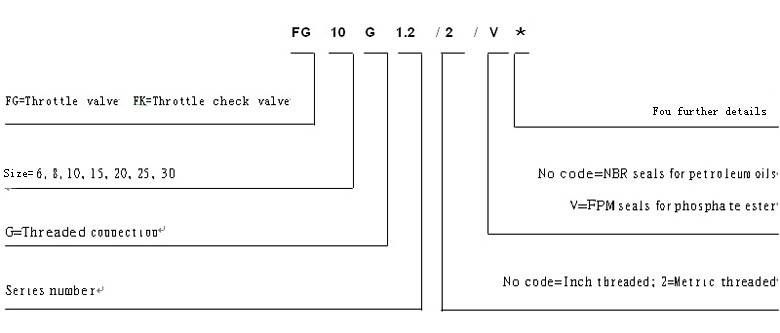 FG 10 G 1.2 / 2 / V *
FG=Throttle valve FK=Throttle check valve
Fou further details
Size=6, 8, 10, 15, 20, 25, 30
No code=NBR seals for petroleum oils
V=FPM seals for phosphate ester
G=Threaded connection
No code=Inch threaded; 2=Metric threaded
Series number